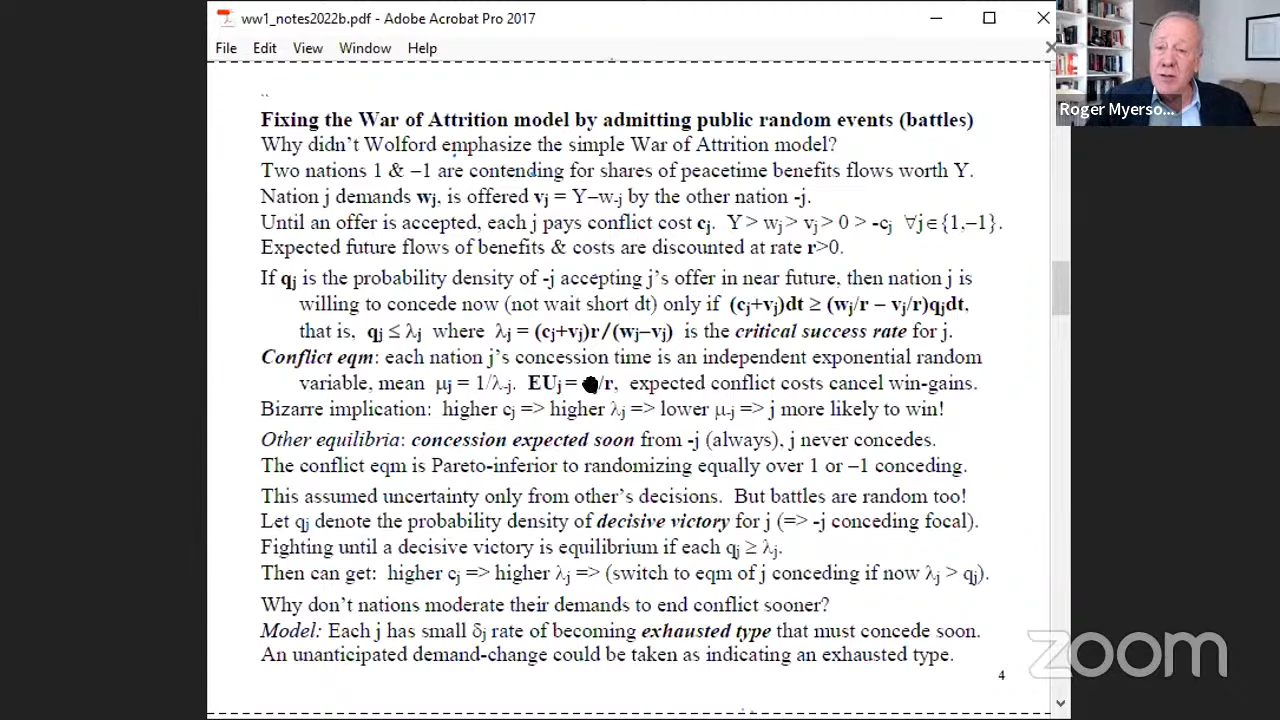 ww1_notes2022b.pdf - Adobe Acrobat Pro 2017
File Edit View Window Help
Roger Myerso...
Fixing the War of Attrition model by admitting public random events (battles)
Why didn't Wolford emphasize the simple War of Attrition model?
Two nations 1 & −1 are contending for shares of peacetime benefits flows worth Y.
Nation j demands wj, is offered vj = Y−w-j by the other nation -j.
Until an offer is accepted, each j pays conflict cost cj. Y > wj > vj > 0 > -cj ∀j∈{1,−1}.
Expected future flows of benefits & costs are discounted at rate r>0.
If qj is the probability density of -j accepting j's offer in near future, then nation j is
willing to concede now (not wait short dt) only if (cj+vj)dt ≥ (wj/r − vj/r)qjdt,
that is, qj ≤ λj where λj = (cj+vj)r/(wj−vj) is the critical success rate for j.
Conflict eqm: each nation j's concession time is an independent exponential random
variable, mean μj = 1/λ-j. EUj = /r, expected conflict costs cancel win-gains.
Bizarre implication: higher cj => higher λj => lower μ-j => j more likely to win!
Other equilibria: concession expected soon from -j (always), j never concedes.
The conflict eqm is Pareto-inferior to randomizing equally over 1 or −1 conceding.
This assumed uncertainty only from other's decisions. But battles are random too!
Let qj denote the probability density of decisive victory for j (=> -j conceding focal).
Fighting until a decisive victory is equilibrium if each qj ≥ λj.
Then can get: higher cj => higher λj => (switch to eqm of j conceding if now λj > qj).
Why don't nations moderate their demands to end conflict sooner?
Model: Each j has small δj rate of becoming exhausted type that must concede soon.
An unanticipated demand-change could be taken as indicating an exhausted type.
4
zoom